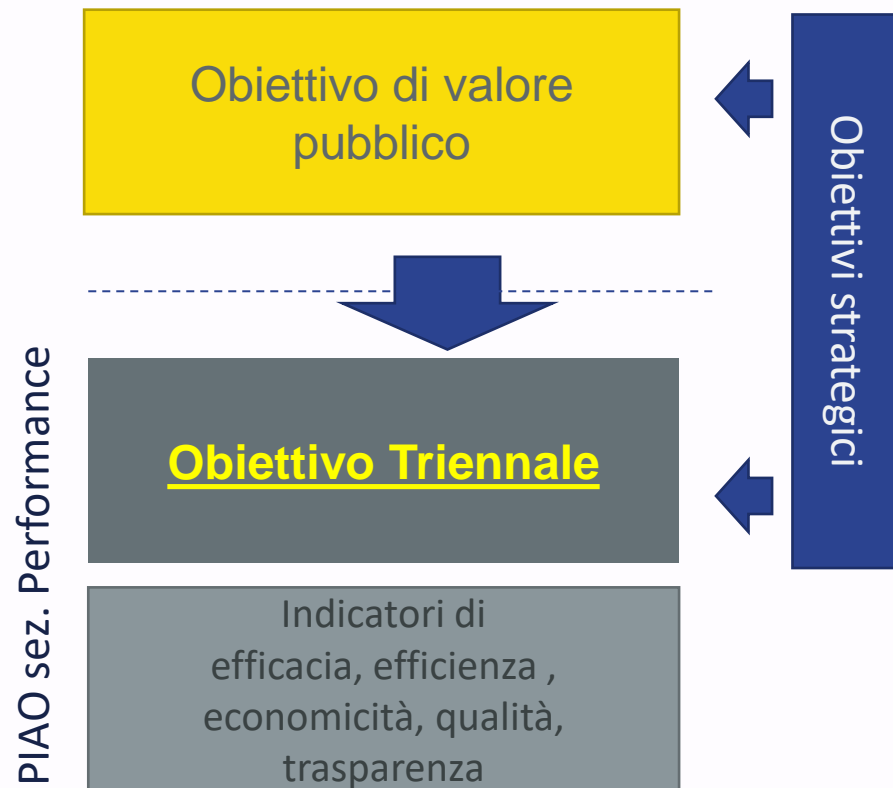 Obiettivo di valore
pubblico
Obiettivi strategici
PIAO sez. Performance
Obiettivo Triennale
Indicatori di
efficacia, efficienza ,
economicità, qualità,
trasparenza